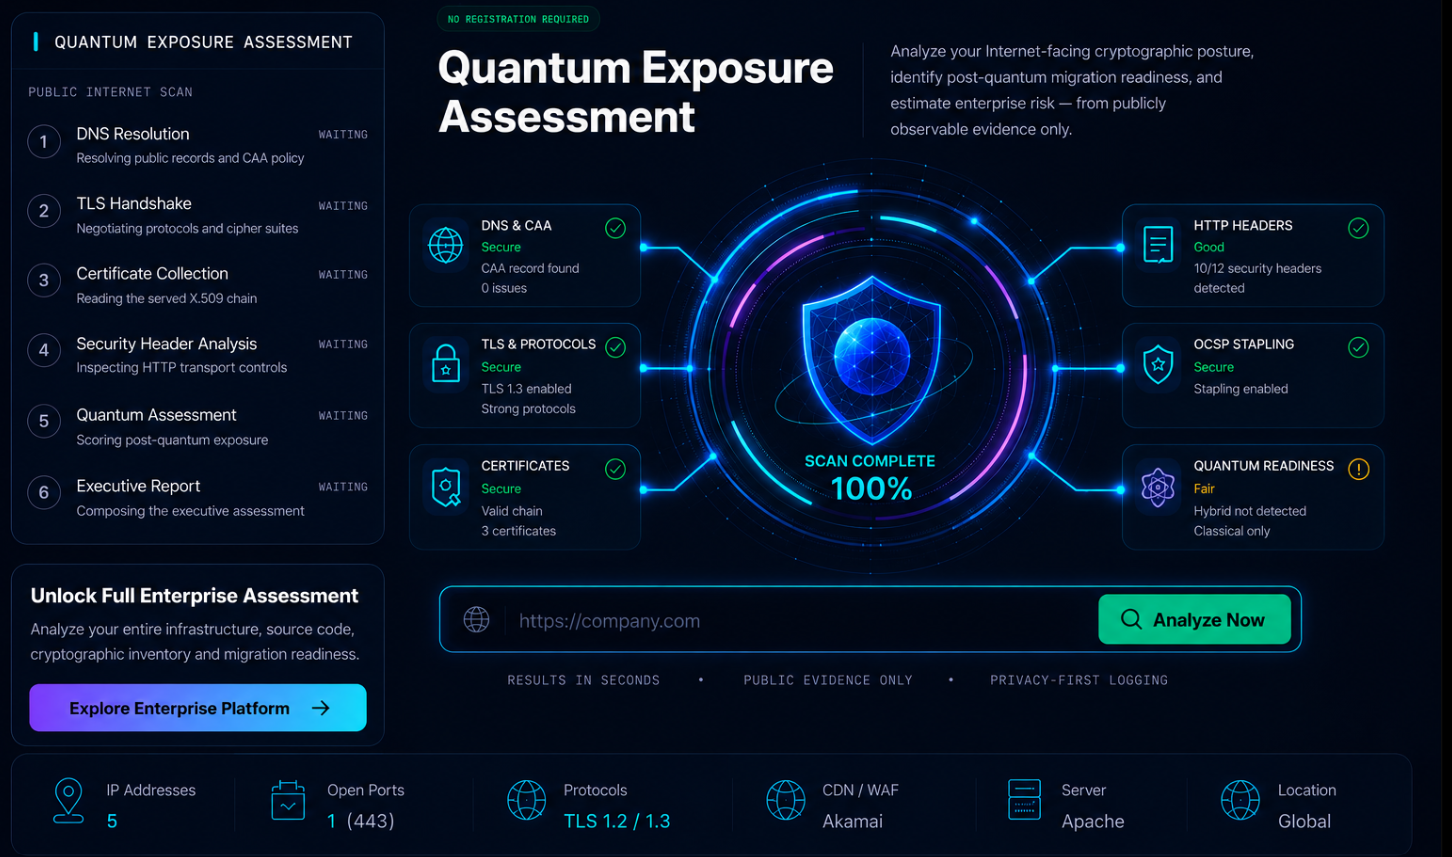 QUANTUM EXPOSURE ASSESSMENT
PUBLIC INTERNET SCAN
1
DNS Resolution
WAITING
Resolving public records and CAA policy
2
TLS Handshake
WAITING
Negotiating protocols and cipher suites
3
Certificate Collection
WAITING
Reading the served X.509 chain
4
Security Header Analysis
WAITING
Inspecting HTTP transport controls
5
Quantum Assessment
WAITING
Scoring post-quantum exposure
6
Executive Report
WAITING
Composing the executive assessment
Unlock Full Enterprise Assessment
Analyze your entire infrastructure, source code,
cryptographic inventory and migration readiness.
Explore Enterprise Platform
NO REGISTRATION REQUIRED
Quantum Exposure
Assessment
Analyze your Internet-facing cryptographic posture,
identify post-quantum migration readiness, and
estimate enterprise risk — from publicly
observable evidence only.
DNS & CAA
Secure
CAA record found
0 issues
TLS & PROTOCOLS
Secure
TLS 1.3 enabled
Strong protocols
CERTIFICATES
Secure
Valid chain
3 certificates
SCAN COMPLETE
100%
HTTP HEADERS
Good
10/12 security headers
detected
OCSP STAPLING
Secure
Stapling enabled
QUANTUM READINESS
Fair
Hybrid not detected
Classical only
https://company.com
Analyze Now
RESULTS IN SECONDS • PUBLIC EVIDENCE ONLY • PRIVACY-FIRST LOGGING
IP Addresses
5
Open Ports
1 (443)
Protocols
TLS 1.2 / 1.3
CDN / WAF
Akamai
Server
Apache
Location
Global